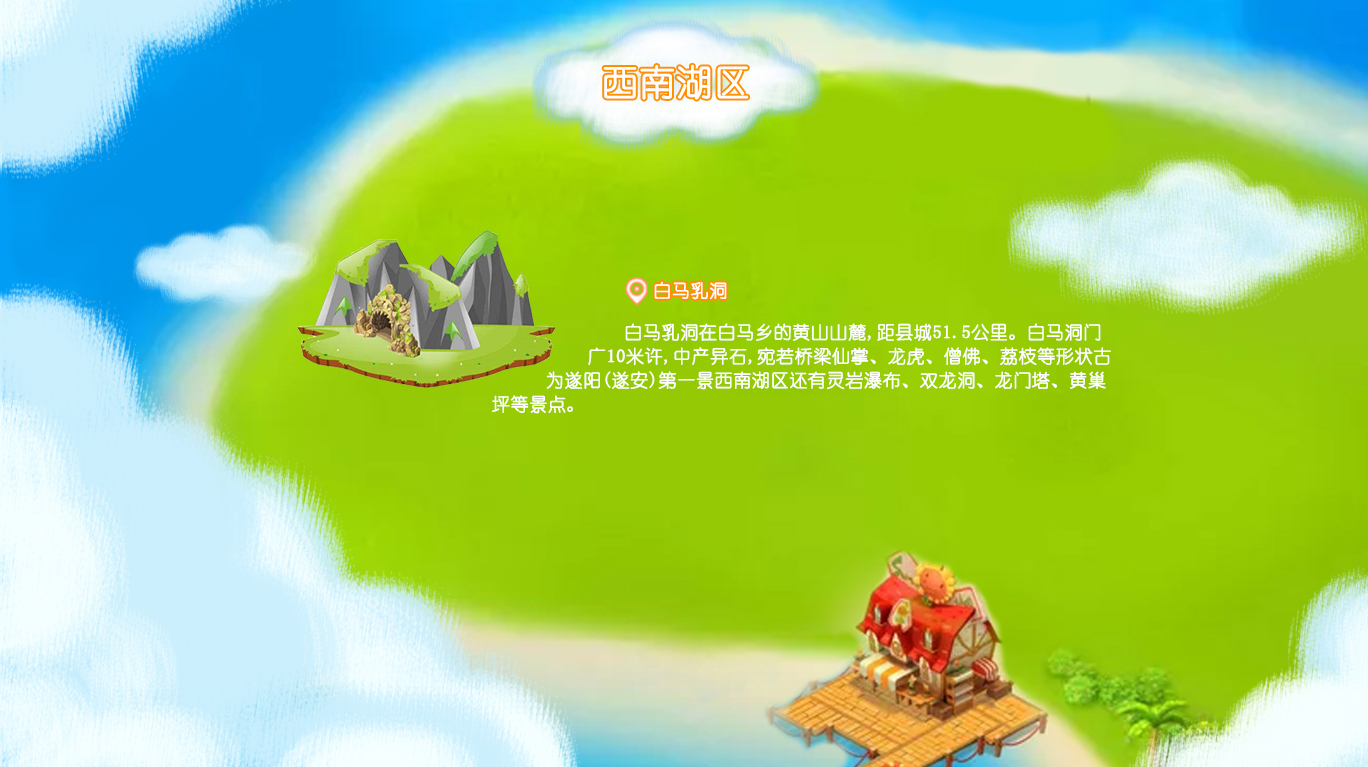 西南湖区
白马乳洞
白马乳洞在白马乡的黄山山麓,距县城51.5公里。白马洞门
广10米许,中产异石,宛若桥梁仙掌、龙虎、僧佛、荔枝等形状古
为遂阳(遂安)第一景西南湖区还有灵岩瀑布、双龙洞、龙门塔、黄巢
坪等景点。